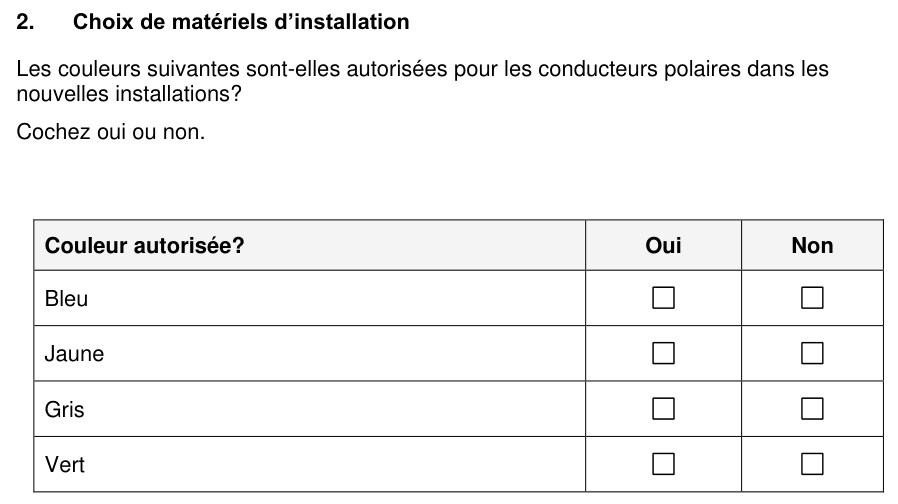 2. Choix de matériels d’installation
Les couleurs suivantes sont-elles autorisées pour les conducteurs polaires dans les
nouvelles installations?
Cochez oui ou non.
Couleur autorisée? Oui Non
Bleu ☐ ☐
Jaune ☐ ☐
Gris ☐ ☐
Vert ☐ ☐